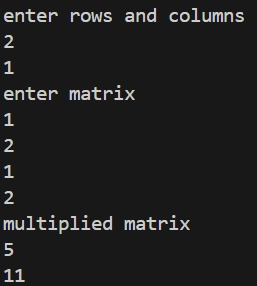 enter rows and columns
2
1
enter matrix
1
2
1
2
multiplied matrix
5
11